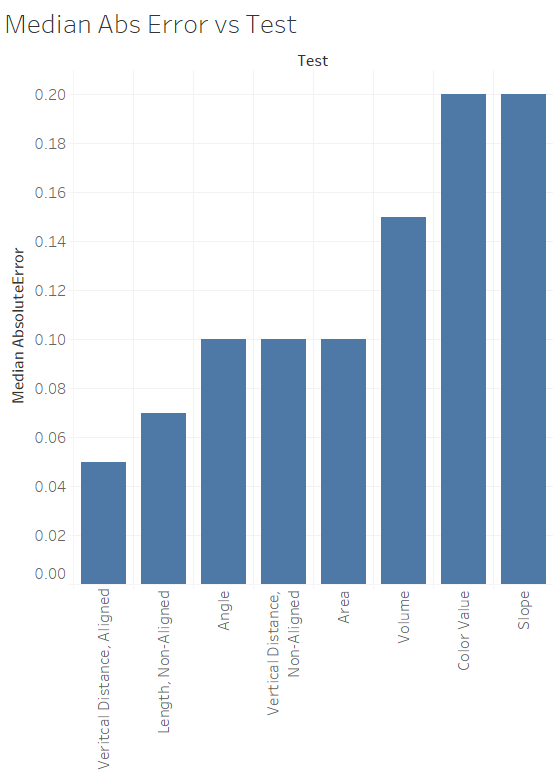 Median Abs Error vs Test
Test
Median AbsoluteError
0.20
0.18
0.16
0.14
0.12
0.10
0.08
0.06
0.04
0.02
0.00
Veritcal Distance, Aligned
Length, Non-Aligned
Angle
Vertical Distance,
Non-Aligned
Area
Volume
Color Value
Slope